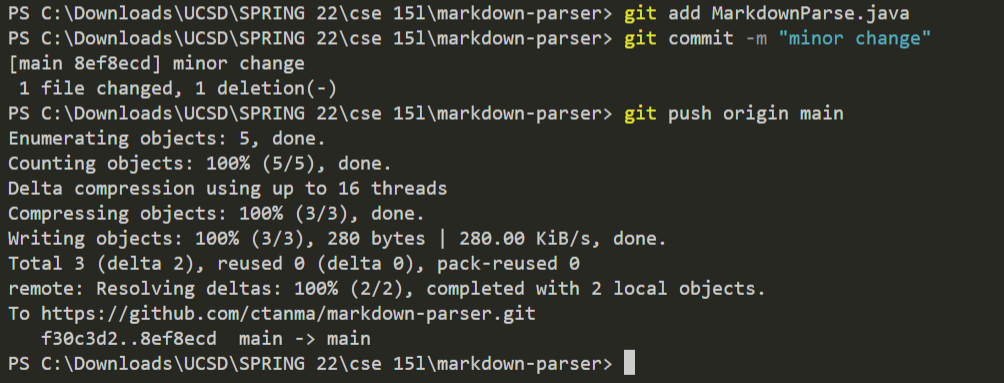 PS C:\Downloads\UCSD\SPRING 22\cse 15l\markdown-parser> git add MarkdownParse.java
PS C:\Downloads\UCSD\SPRING 22\cse 15l\markdown-parser> git commit -m "minor change"
[main 8ef8ecd] minor change
 1 file changed, 1 deletion(-)
PS C:\Downloads\UCSD\SPRING 22\cse 15l\markdown-parser> git push origin main
Enumerating objects: 5, done.
Counting objects: 100% (5/5), done.
Delta compression using up to 16 threads
Compressing objects: 100% (3/3), done.
Writing objects: 100% (3/3), 280 bytes | 280.00 KiB/s, done.
Total 3 (delta 2), reused 0 (delta 0), pack-reused 0
remote: Resolving deltas: 100% (2/2), completed with 2 local objects.
To https://github.com/ctanma/markdown-parser.git
   f30c3d2..8ef8ecd  main -> main
PS C:\Downloads\UCSD\SPRING 22\cse 15l\markdown-parser>